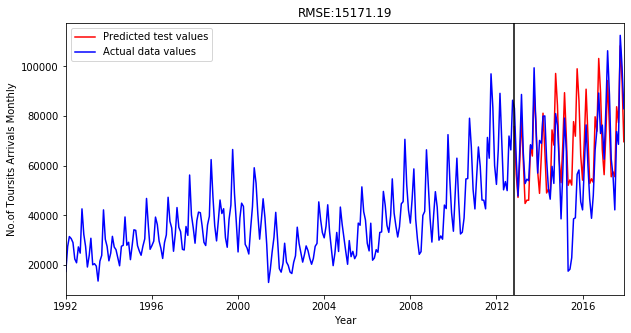 RMSE:15171.19
Predicted test values
Actual data values
No.of Toursits Arrivals Monthly
100000
80000
60000
40000
20000
1992 1996 2000 2004 2008 2012 2016
Year